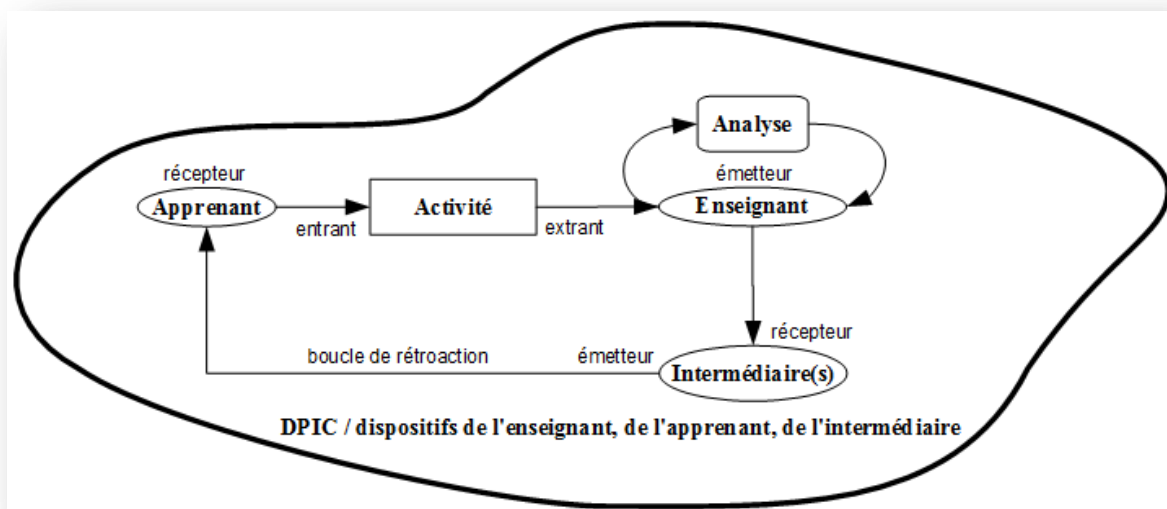 Analyse
récepteur
émetteur
Apprenant
Activité
Enseignant
entrant
extrant
récepteur
boucle de rétroaction
émetteur
Intermédiaire(s)
DPIC / dispositifs de l'enseignant, de l'apprenant, de l'intermédiaire